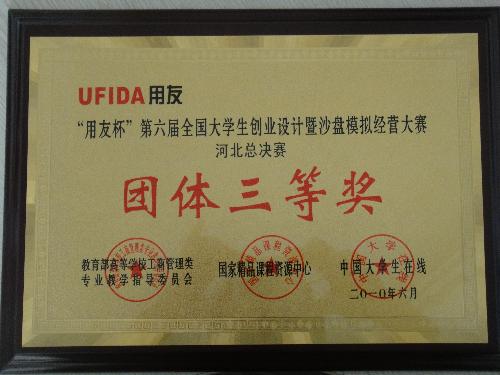 UFIDA用友
“用友杯”第六届全国大学生创业设计暨沙盘模拟经营大赛
河北总决赛
团体三等奖
教育部高等学校工商管理类
专业教学指导委员会
国家精品课程资源中心
中国大学生在线
二〇一〇年六月